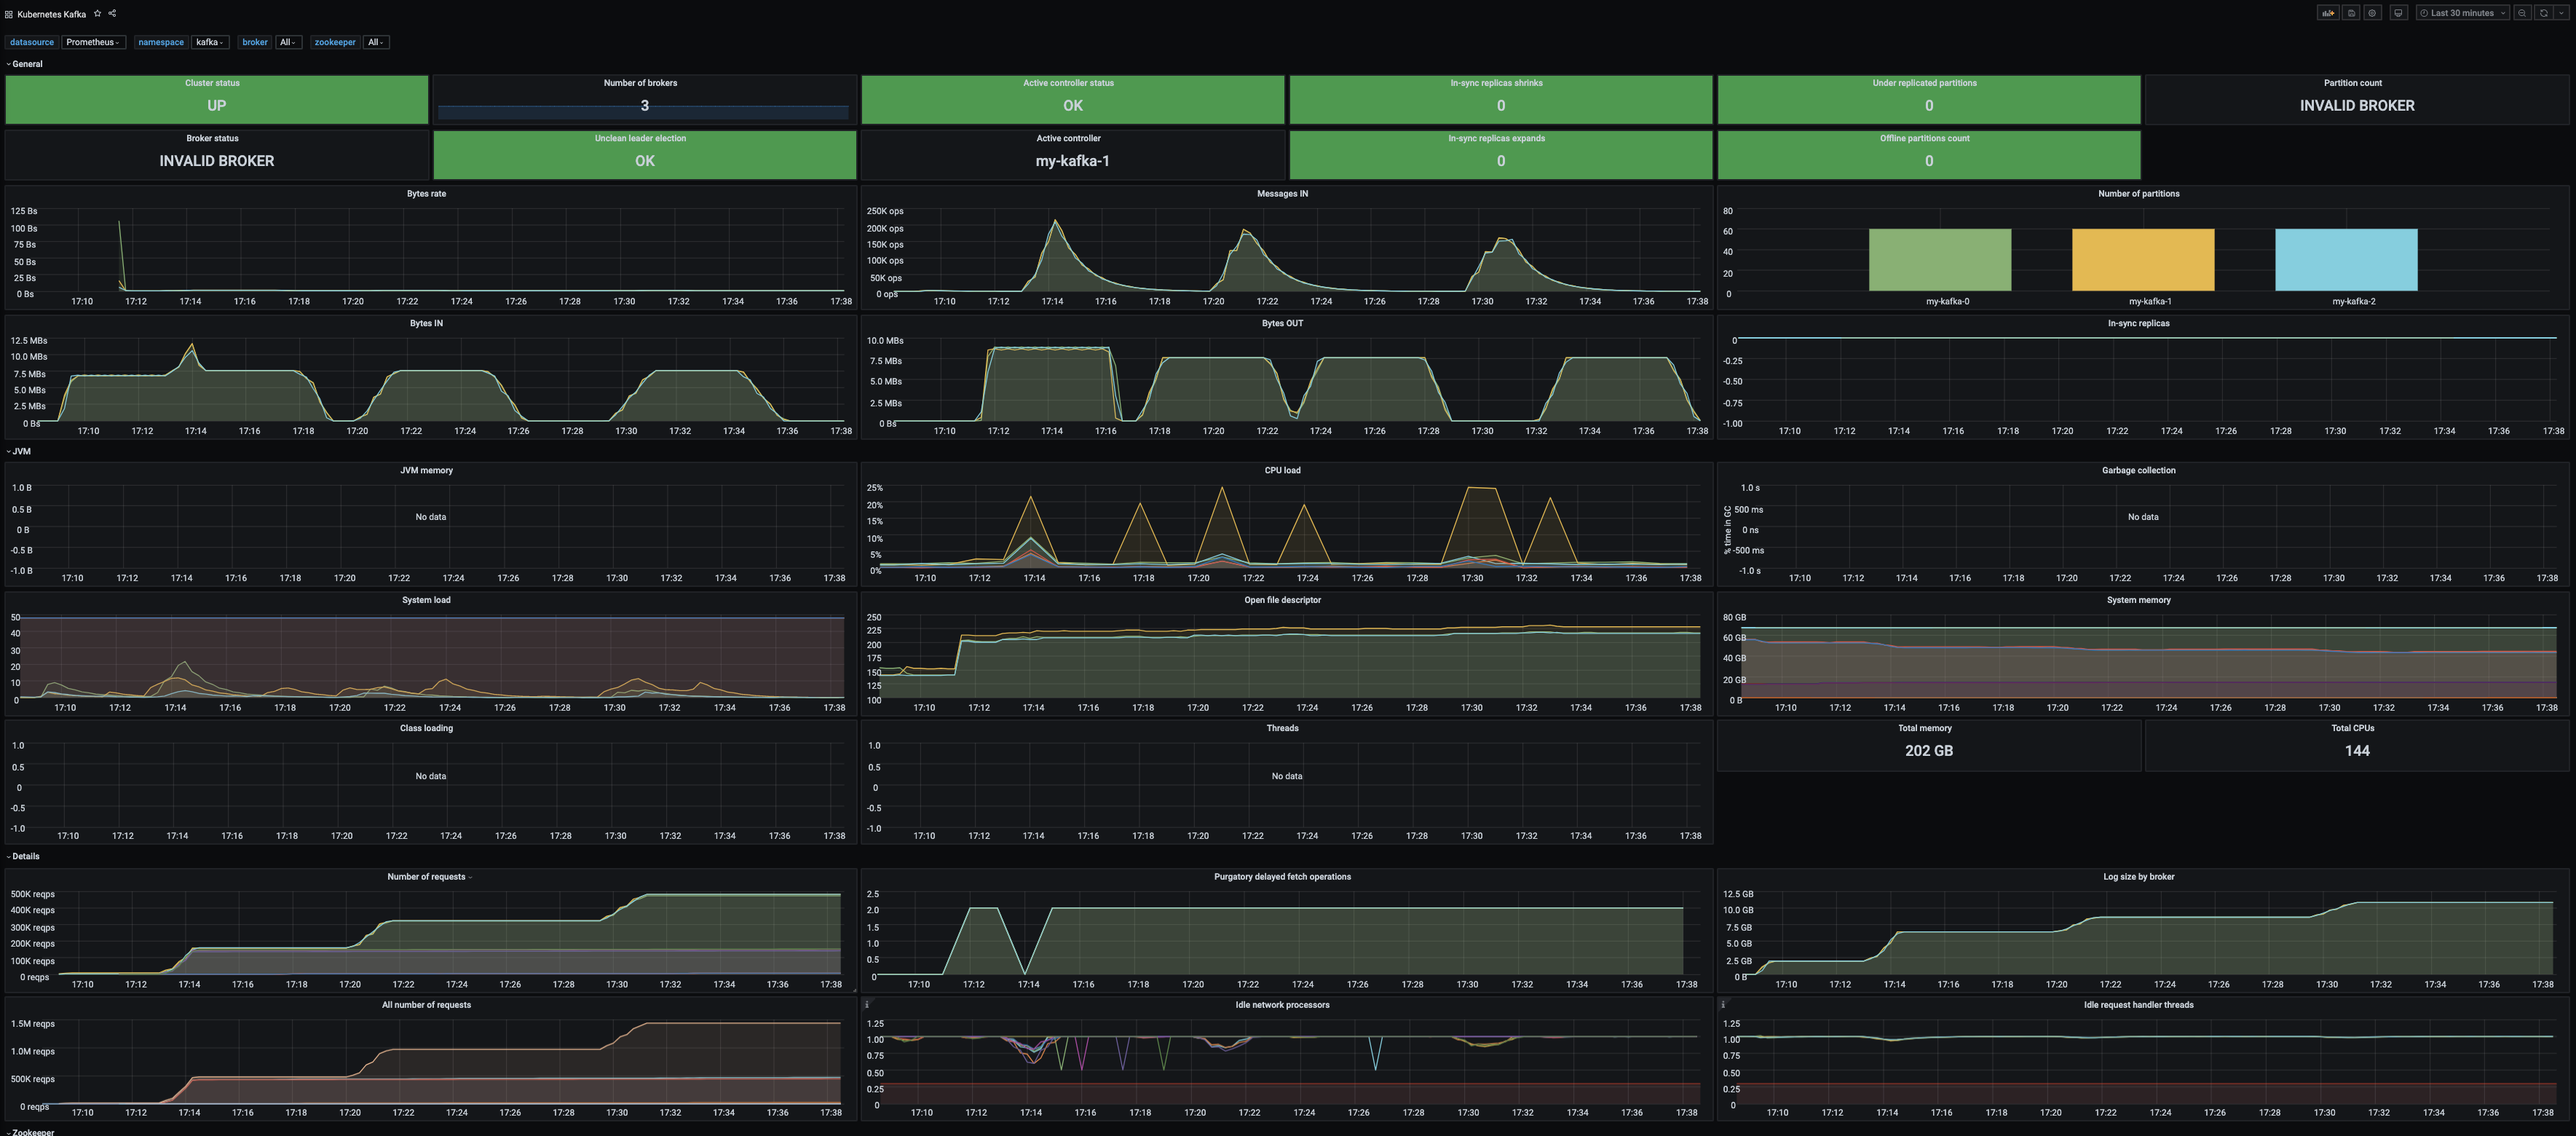 Kubernetes Kafka
Last 30 minutes
datasource Prometheus namespace kafka broker All zookeeper All
General
Cluster status
UP
Number of brokers
3
Active controller status
OK
In-sync replicas shrinks
0
Under replicated partitions
0
Partition count
INVALID BROKER
Broker status
INVALID BROKER
Unclean leader election
OK
Active controller
my-kafka-1
In-sync replicas expands
0
Offline partitions count
0
Bytes rate
125 Bs
100 Bs
75 Bs
50 Bs
25 Bs
0 Bs
17:10 17:12 17:14 17:16 17:18 17:20 17:22 17:24 17:26 17:28 17:30 17:32 17:34 17:36 17:38
Messages IN
250K ops
200K ops
150K ops
100K ops
50K ops
0 ops
17:10 17:12 17:14 17:16 17:18 17:20 17:22 17:24 17:26 17:28 17:30 17:32 17:34 17:36 17:38
Number of partitions
80
60
40
20
0
my-kafka-0 my-kafka-1 my-kafka-2
Bytes IN
12.5 MBs
10.0 MBs
7.5 MBs
5.0 MBs
2.5 MBs
0 Bs
17:10 17:12 17:14 17:16 17:18 17:20 17:22 17:24 17:26 17:28 17:30 17:32 17:34 17:36 17:38
Bytes OUT
10.0 MBs
7.5 MBs
5.0 MBs
2.5 MBs
0 Bs
17:10 17:12 17:14 17:16 17:18 17:20 17:22 17:24 17:26 17:28 17:30 17:32 17:34 17:36 17:38
In-sync replicas
0
-0.25
-0.50
-0.75
-1.00
17:10 17:12 17:14 17:16 17:18 17:20 17:22 17:24 17:26 17:28 17:30 17:32 17:34 17:36 17:38
JVM
JVM memory
1.0 B
0.5 B
0 B
-0.5 B
-1.0 B
No data
17:10 17:12 17:14 17:16 17:18 17:20 17:22 17:24 17:26 17:28 17:30 17:32 17:34 17:36 17:38
CPU load
25%
20%
15%
10%
5%
0%
17:10 17:12 17:14 17:16 17:18 17:20 17:22 17:24 17:26 17:28 17:30 17:32 17:34 17:36 17:38
Garbage collection
% time in GC
1.0 s
500 ms
0 ns
-500 ms
-1.0 s
No data
17:10 17:12 17:14 17:16 17:18 17:20 17:22 17:24 17:26 17:28 17:30 17:32 17:34 17:36 17:38
System load
50
40
30
20
10
0
17:10 17:12 17:14 17:16 17:18 17:20 17:22 17:24 17:26 17:28 17:30 17:32 17:34 17:36 17:38
Open file descriptor
250
225
200
175
150
125
100
17:10 17:12 17:14 17:16 17:18 17:20 17:22 17:24 17:26 17:28 17:30 17:32 17:34 17:36 17:38
System memory
80 GB
60 GB
40 GB
20 GB
0 B
17:10 17:12 17:14 17:16 17:18 17:20 17:22 17:24 17:26 17:28 17:30 17:32 17:34 17:36 17:38
Class loading
1.0
0.5
0
-0.5
-1.0
No data
17:10 17:12 17:14 17:16 17:18 17:20 17:22 17:24 17:26 17:28 17:30 17:32 17:34 17:36 17:38
Threads
1.0
0.5
0
-0.5
-1.0
No data
17:10 17:12 17:14 17:16 17:18 17:20 17:22 17:24 17:26 17:28 17:30 17:32 17:34 17:36 17:38
Total memory
202 GB
Total CPUs
144
Details
Number of requests
500K reqps
400K reqps
300K reqps
200K reqps
100K reqps
0 reqps
17:10 17:12 17:14 17:16 17:18 17:20 17:22 17:24 17:26 17:28 17:30 17:32 17:34 17:36 17:38
Purgatory delayed fetch operations
2.5
2.0
1.5
1.0
0.5
0
17:10 17:12 17:14 17:16 17:18 17:20 17:22 17:24 17:26 17:28 17:30 17:32 17:34 17:36 17:38
Log size by broker
12.5 GB
10.0 GB
7.5 GB
5.0 GB
2.5 GB
0 B
17:10 17:12 17:14 17:16 17:18 17:20 17:22 17:24 17:26 17:28 17:30 17:32 17:34 17:36 17:38
All number of requests
1.5M reqps
1.0M reqps
500K reqps
0 reqps
17:10 17:12 17:14 17:16 17:18 17:20 17:22 17:24 17:26 17:28 17:30 17:32 17:34 17:36 17:38
Idle network processors
1.25
1.00
0.75
0.50
0.25
0
17:10 17:12 17:14 17:16 17:18 17:20 17:22 17:24 17:26 17:28 17:30 17:32 17:34 17:36 17:38
Idle request handler threads
1.25
1.00
0.75
0.50
0.25
0
17:10 17:12 17:14 17:16 17:18 17:20 17:22 17:24 17:26 17:28 17:30 17:32 17:34 17:36 17:38
Zookeeper